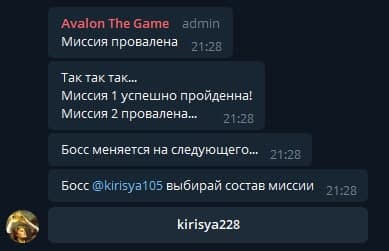 Avalon The Game admin
Миссия провалена 21:28
Так так так...
Миссия 1 успешно пройденна!
Миссия 2 провалена... 21:28
Босс меняется на следующего... 21:28
Босс @kirisya105 выбирай состав миссии 21:28
kirisya228